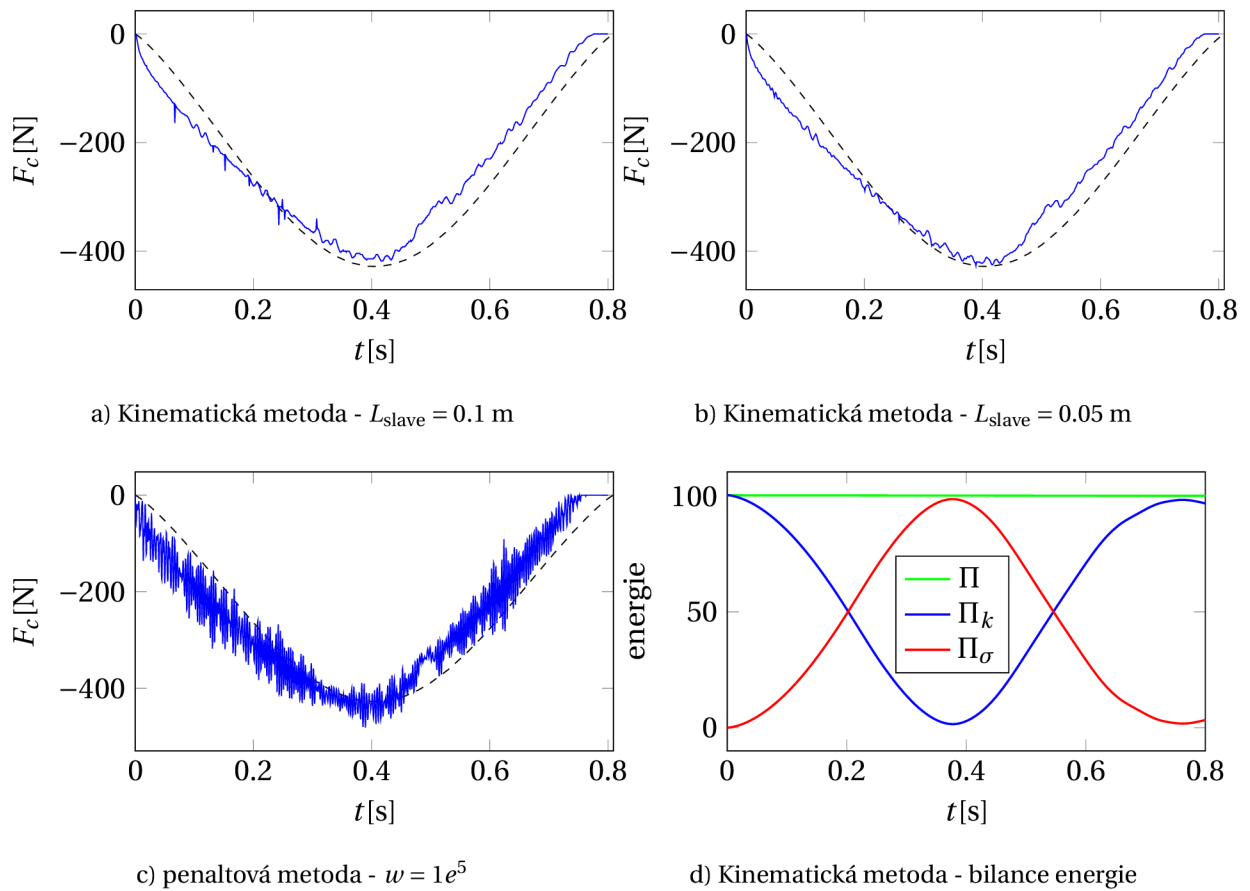 0
−200
−400
F_c[N]
0
0.2
0.4
0.6
0.8
t[s]
a) Kinematická metoda - L_slave = 0.1 m
0
−200
−400
F_c[N]
0
0.2
0.4
0.6
0.8
t[s]
b) Kinematická metoda - L_slave = 0.05 m
0
−200
−400
F_c[N]
0
0.2
0.4
0.6
0.8
t[s]
c) penaltová metoda - w = 1e^5
100
50
0
energie
Π
Π_k
Π_σ
0
0.2
0.4
0.6
0.8
t[s]
d) Kinematická metoda - bilance energie